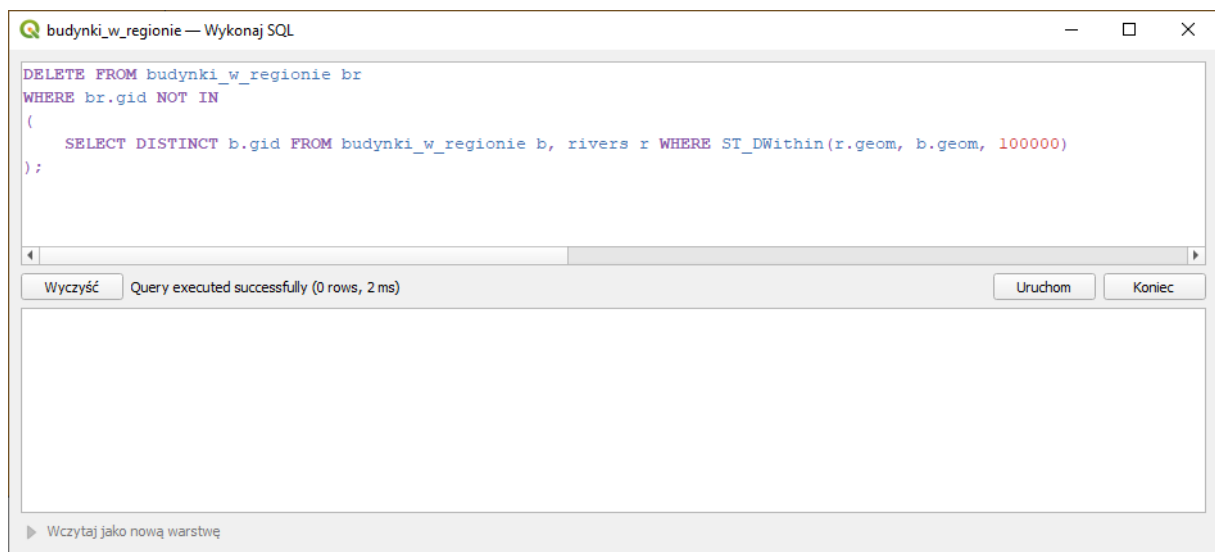 budynki_w_regionie — Wykonaj SQL
DELETE FROM budynki_w_regionie br
WHERE br.gid NOT IN
(
    SELECT DISTINCT b.gid FROM budynki_w_regionie b, rivers r WHERE ST_DWithin(r.geom, b.geom, 100000)
);
Wyczyść Query executed successfully (0 rows, 2 ms) Uruchom Koniec
Wczytaj jako nową warstwę